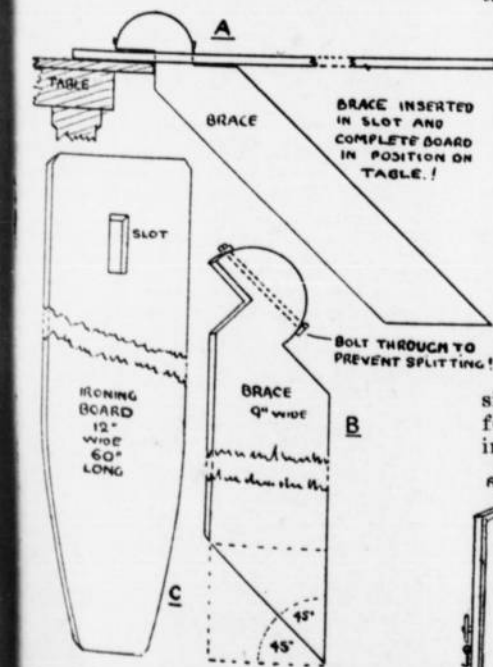 A
TABLE
BRACE
BRACE INSERTED
IN SLOT AND
COMPLETE BOARD
IN POSITION ON
TABLE.!
SLOT
BOLT THROUGH TO
PREVENT SPLITTING!
IRONING
BOARD
12"
WIDE
60"
LONG
C
BRACE
9" WIDE
B
45°
45°